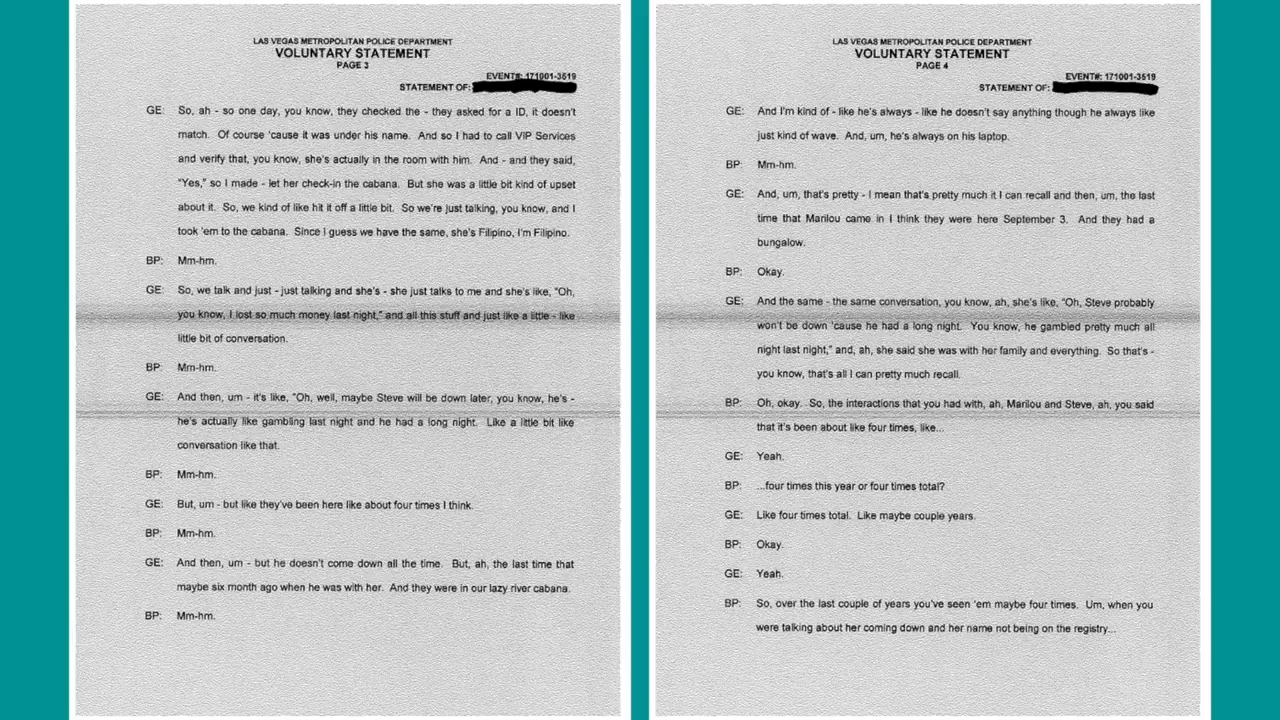 LAS VEGAS METROPOLITAN POLICE DEPARTMENT
VOLUNTARY STATEMENT
PAGE 3
EVENT#: 171001-3519
STATEMENT OF:
GE: So, ah - so one day, you know, they checked the - they asked for a ID, it doesn't
match. Of course 'cause it was under his name. And so I had to call VIP Services
and verify that, you know, she's actually in the room with him. And - and they said,
"Yes," so I made - let her check-in the cabana. But she was a little bit kind of upset
about it. So, we kind of like hit it off a little bit. So we're just talking, you know, and I
took 'em to the cabana. Since I guess we have the same, she's Filipino, I'm Filipino.
BP: Mm-hm.
GE: So, we talk and just - just talking and she's - she just talks to me and she's like, "Oh,
you know, I lost so much money last night," and all this stuff and just like a little - like
little bit of conversation.
BP: Mm-hm.
GE: And then, um - it's like, "Oh, well, maybe Steve will be down later, you know, he's -
he's actually like gambling last night and he had a long night. Like a little bit like
conversation like that.
BP: Mm-hm.
GE: But, um - but like they've been here like about four times I think.
BP: Mm-hm.
GE: And then, um - but he doesn't come down all the time. But, ah, the last time that
maybe six month ago when he was with her. And they were in our lazy river cabana.
BP: Mm-hm.
LAS VEGAS METROPOLITAN POLICE DEPARTMENT
VOLUNTARY STATEMENT
PAGE 4
EVENT#: 171001-3519
STATEMENT OF:
GE: And I'm kind of - like he's always - like he doesn't say anything though he always like
just kind of wave. And, um, he's always on his laptop.
BP: Mm-hm.
GE: And, um, that's pretty - I mean that's pretty much it I can recall and then, um, the last
time that Marilou came in I think they were here September 3. And they had a
bungalow.
BP: Okay.
GE: And the same - the same conversation, you know, ah, she's like, "Oh, Steve probably
won't be down 'cause he had a long night. You know, he gambled pretty much all
night last night," and, ah, she said she was with her family and everything. So that's -
you know, that's all I can pretty much recall.
BP: Oh, okay. So, the interactions that you had with, ah, Marilou and Steve, ah, you said
that it's been about like four times, like...
GE: Yeah.
BP: ...four times this year or four times total?
GE: Like four times total. Like maybe couple years.
BP: Okay.
GE: Yeah.
BP: So, over the last couple of years you've seen 'em maybe four times. Um, when you
were talking about her coming down and her name not being on the registry...